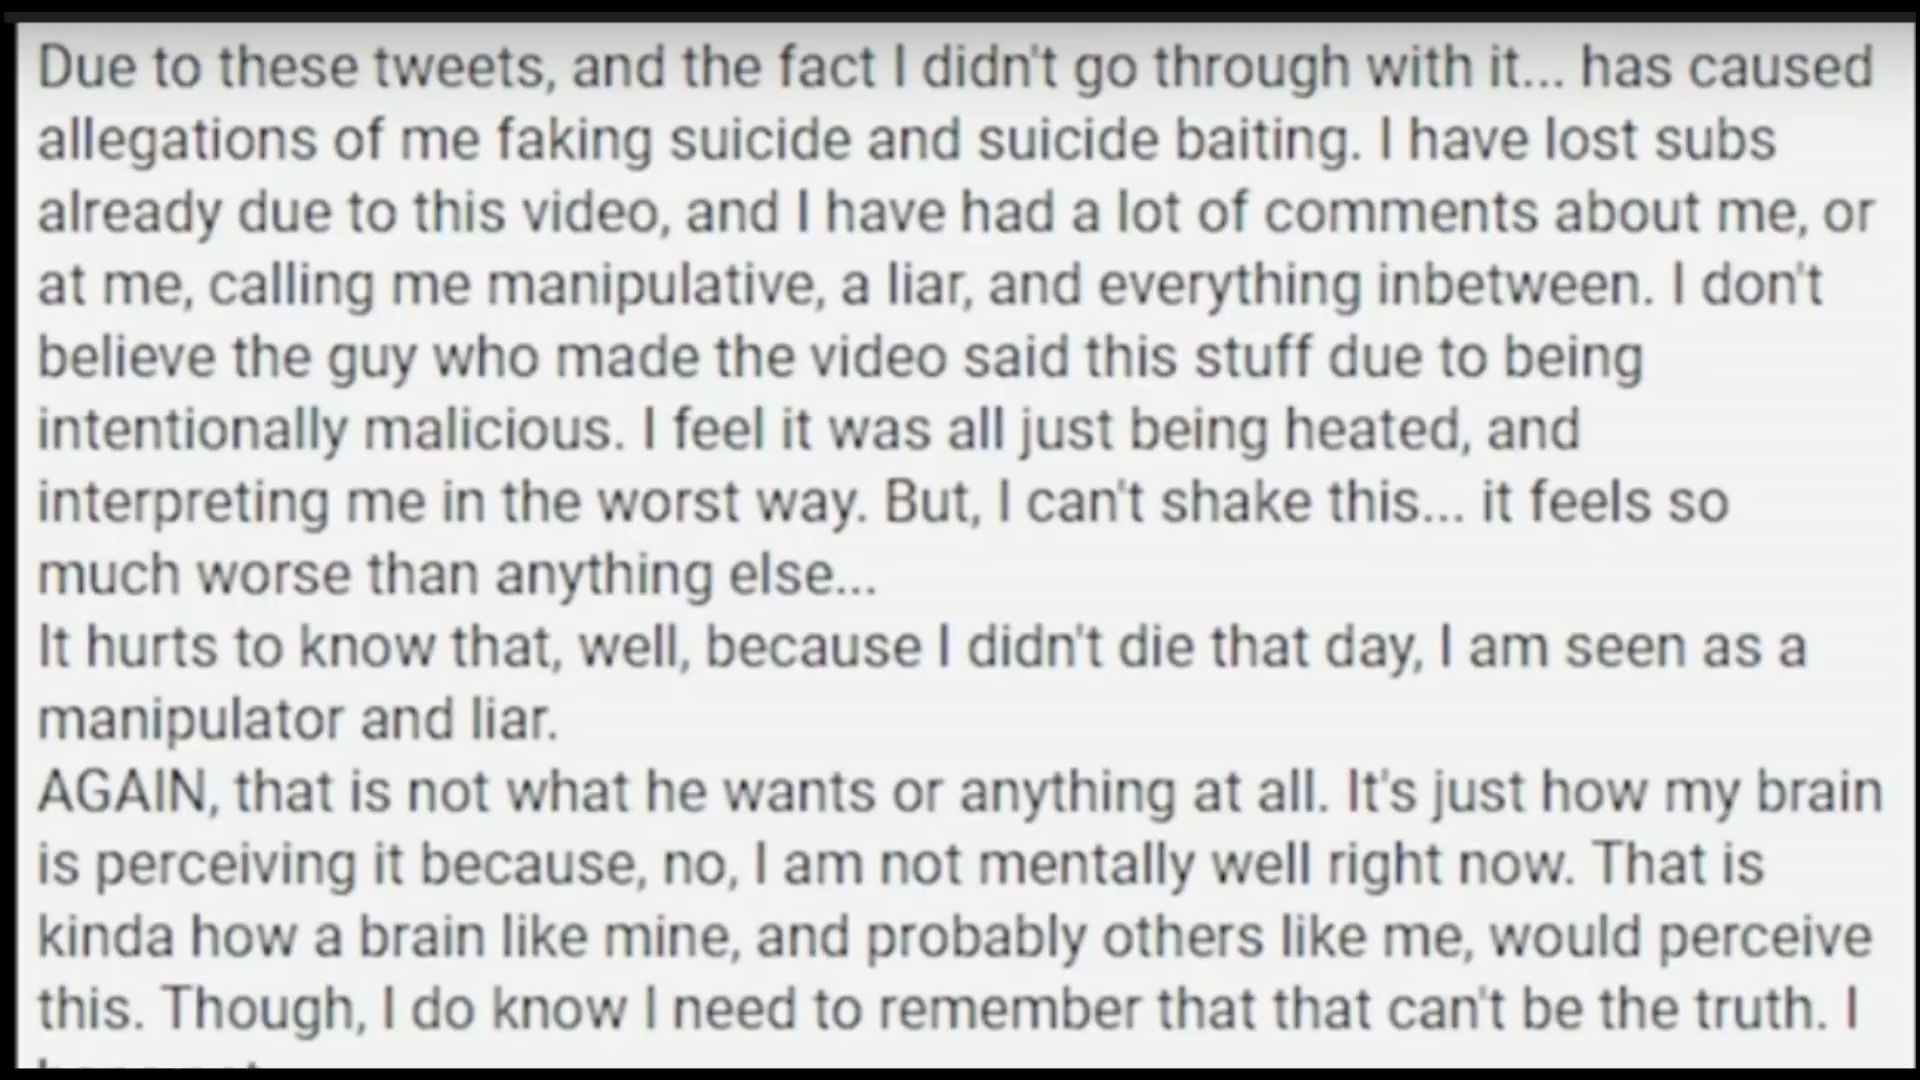 Due to these tweets, and the fact I didn't go through with it... has caused
allegations of me faking suicide and suicide baiting. I have lost subs
already due to this video, and I have had a lot of comments about me, or
at me, calling me manipulative, a liar, and everything inbetween. I don't
believe the guy who made the video said this stuff due to being
intentionally malicious. I feel it was all just being heated, and
interpreting me in the worst way. But, I can't shake this... it feels so
much worse than anything else...
It hurts to know that, well, because I didn't die that day, I am seen as a
manipulator and liar.
AGAIN, that is not what he wants or anything at all. It's just how my brain
is perceiving it because, no, I am not mentally well right now. That is
kinda how a brain like mine, and probably others like me, would perceive
this. Though, I do know I need to remember that that can't be the truth. I